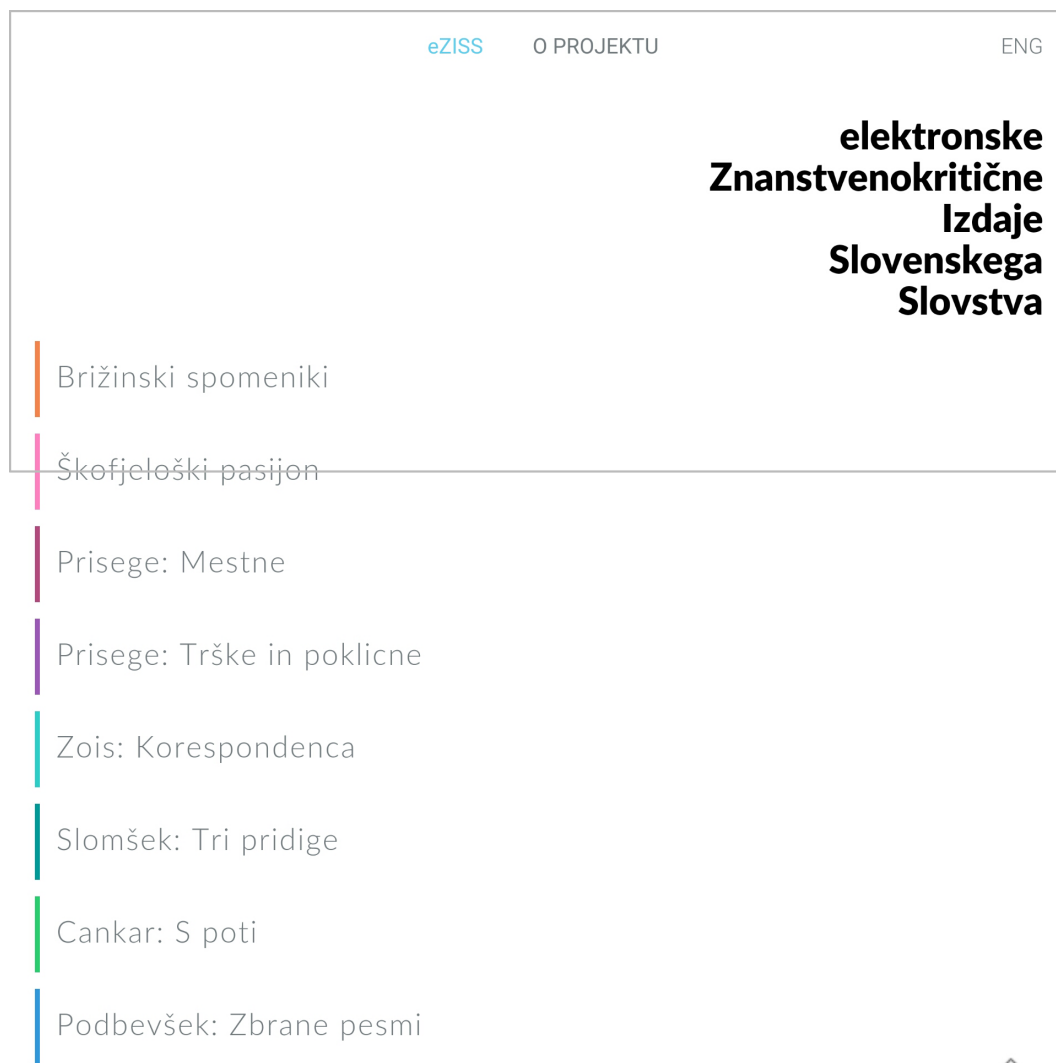 eZISS O PROJEKTU ENG
elektronske
Znanstvenokritične
Izdaje
Slovenskega
Slovstva
Brižinski spomeniki
Škofjeloški pasijon
Prisege: Mestne
Prisege: Trške in poklicne
Zois: Korespondenca
Slomšek: Tri pridige
Cankar: S poti
Podbevšek: Zbrane pesmi